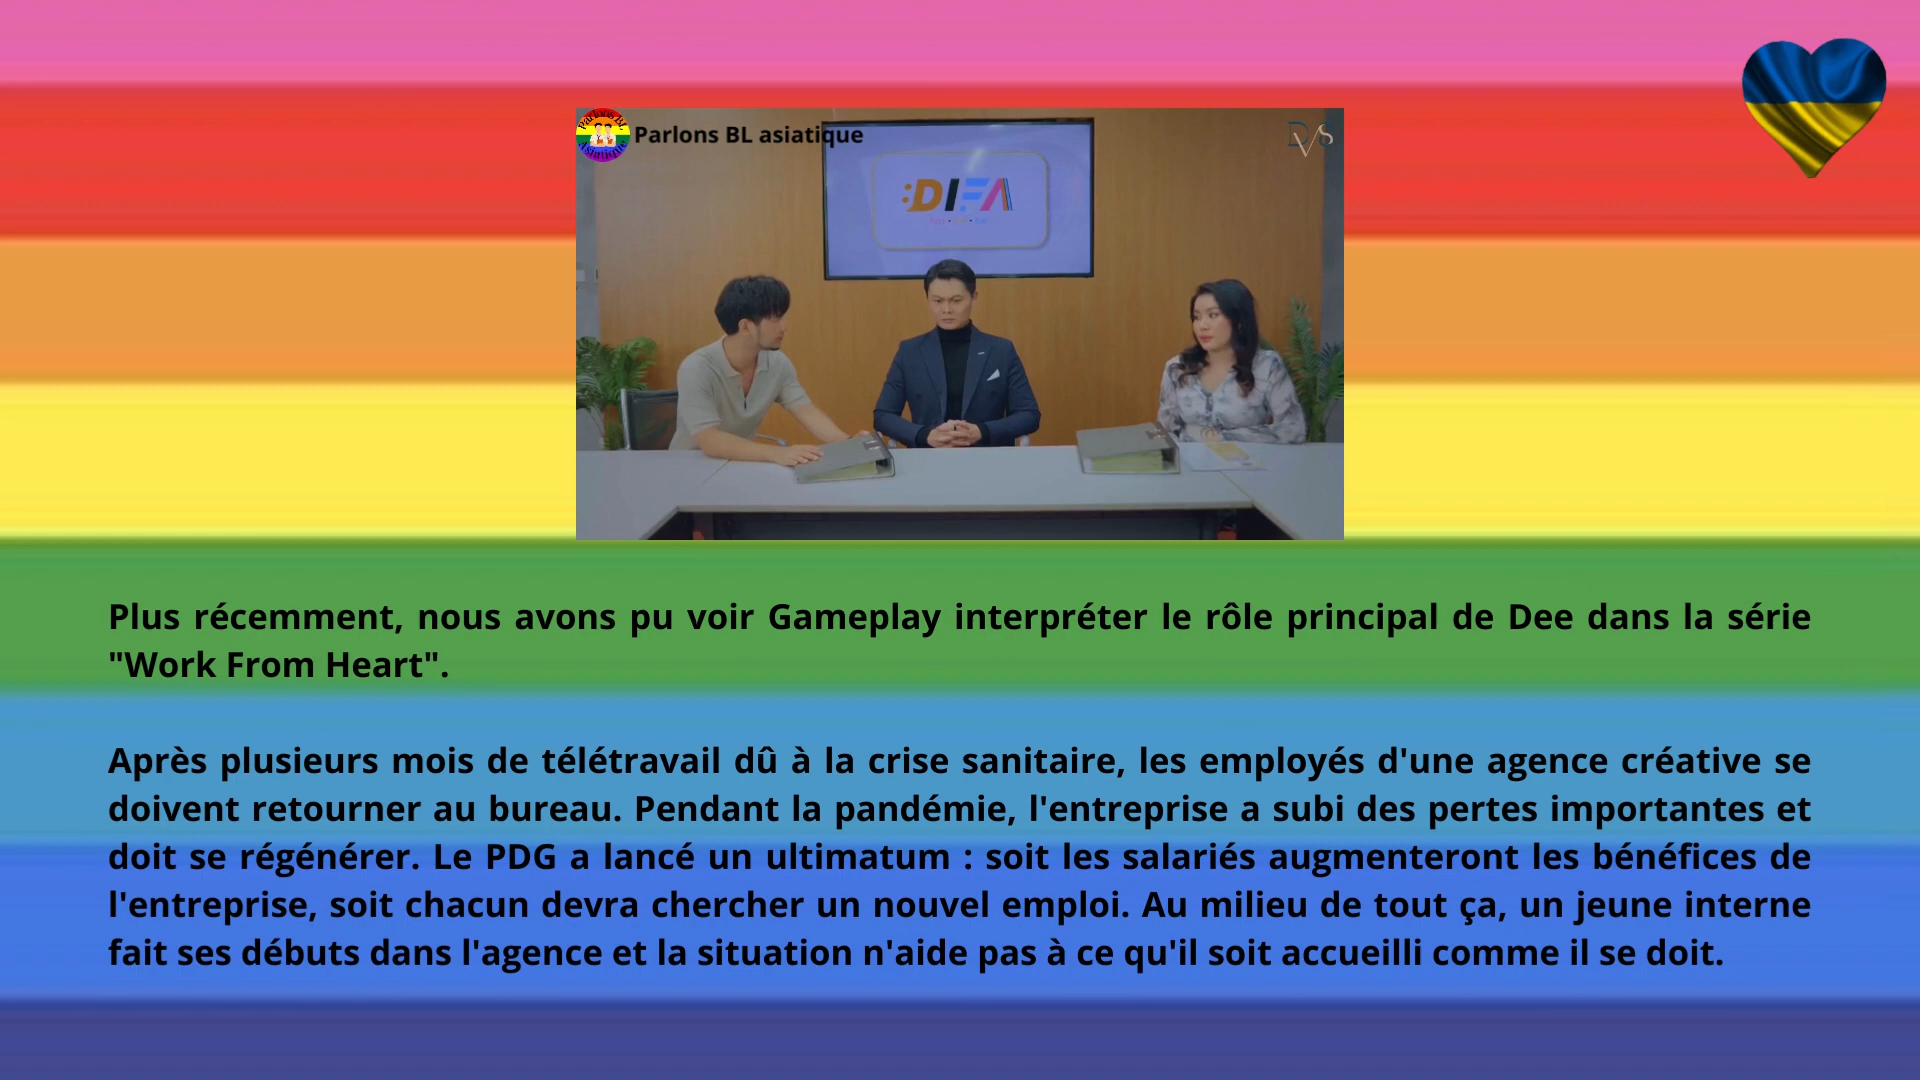 Parlons BL
Asiatique
Parlons BL asiatique
DVS
:DIFA
Plus récemment, nous avons pu voir Gameplay interpréter le rôle principal de Dee dans la série
"Work From Heart".
Après plusieurs mois de télétravail dû à la crise sanitaire, les employés d'une agence créative se
doivent retourner au bureau. Pendant la pandémie, l'entreprise a subi des pertes importantes et
doit se régénérer. Le PDG a lancé un ultimatum : soit les salariés augmenteront les bénéfices de
l'entreprise, soit chacun devra chercher un nouvel emploi. Au milieu de tout ça, un jeune interne
fait ses débuts dans l'agence et la situation n'aide pas à ce qu'il soit accueilli comme il se doit.